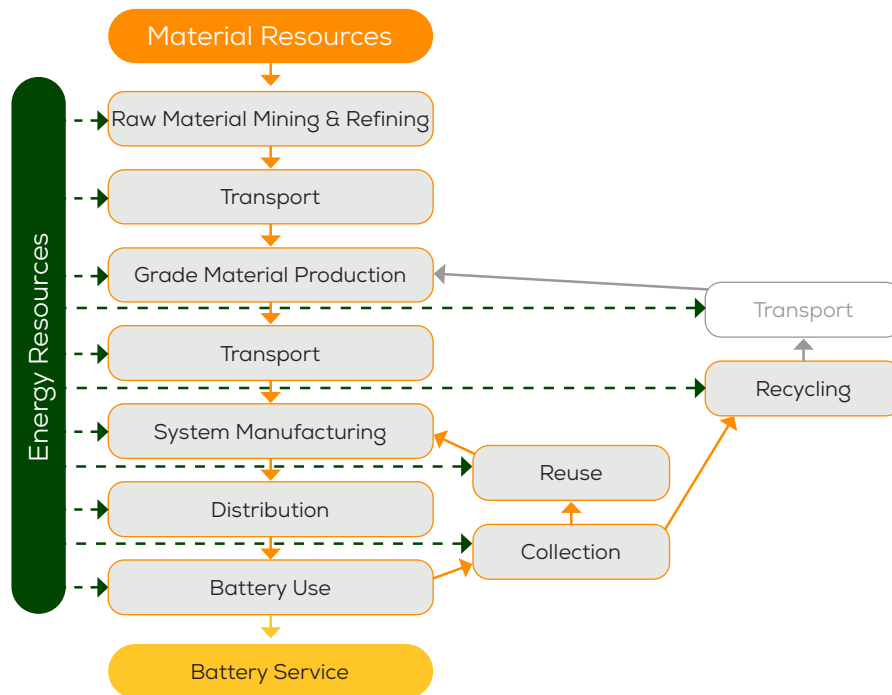 Material Resources
Energy Resources
Raw Material Mining & Refining
Transport
Grade Material Production
Transport
Transport
Recycling
System Manufacturing
Reuse
Distribution
Collection
Battery Use
Battery Service